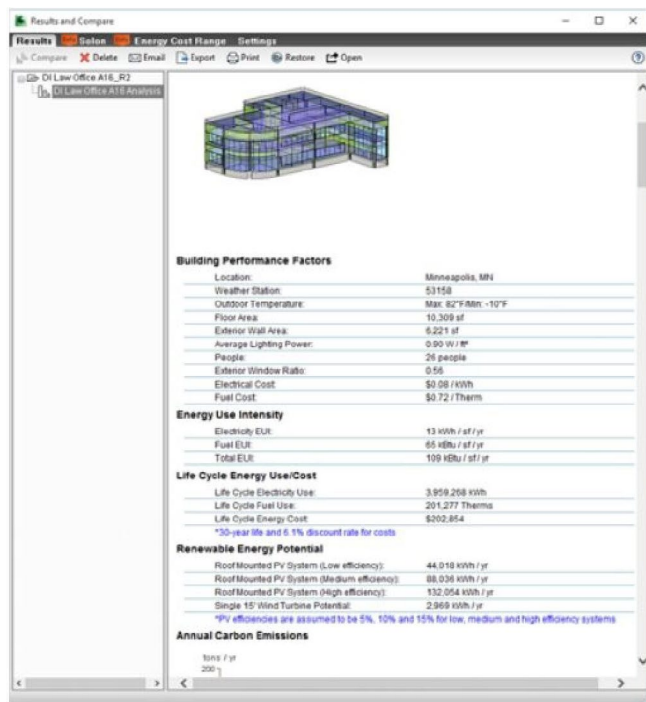 Results and Compare
Results Solon Energy Cost Range Settings
Compare Delete Email Export Print Restore Open
DI Law Office A16_R2
DI Law Office A16 Analysis
Building Performance Factors
Location: Minneapolis, MN
Weather Station: 53158
Outdoor Temperature: Max: 82°F/Min: -10°F
Floor Area: 10,309 sf
Exterior Wall Area: 6,221 sf
Average Lighting Power: 0.90 W / ft²
People: 26 people
Exterior Window Ratio: 0.56
Electrical Cost: $0.08 / kWh
Fuel Cost: $0.72 / Therm
Energy Use Intensity
Electricity EUI: 13 kWh / sf / yr
Fuel EUI: 65 kBtu / sf / yr
Total EUI: 109 kBtu / sf / yr
Life Cycle Energy Use/Cost
Life Cycle Electricity Use: 3,959,268 kWh
Life Cycle Fuel Use: 201,277 Therms
Life Cycle Energy Cost: $202,854
*30-year life and 6.1% discount rate for costs
Renewable Energy Potential
Roof Mounted PV System (Low efficiency): 44,018 kWh / yr
Roof Mounted PV System (Medium efficiency): 88,036 kWh / yr
Roof Mounted PV System (High efficiency): 132,054 kWh / yr
Single 15' Wind Turbine Potential: 2,969 kWh / yr
*PV efficiencies are assumed to be 5%, 10% and 15% for low, medium and high efficiency systems
Annual Carbon Emissions
tons / yr
200